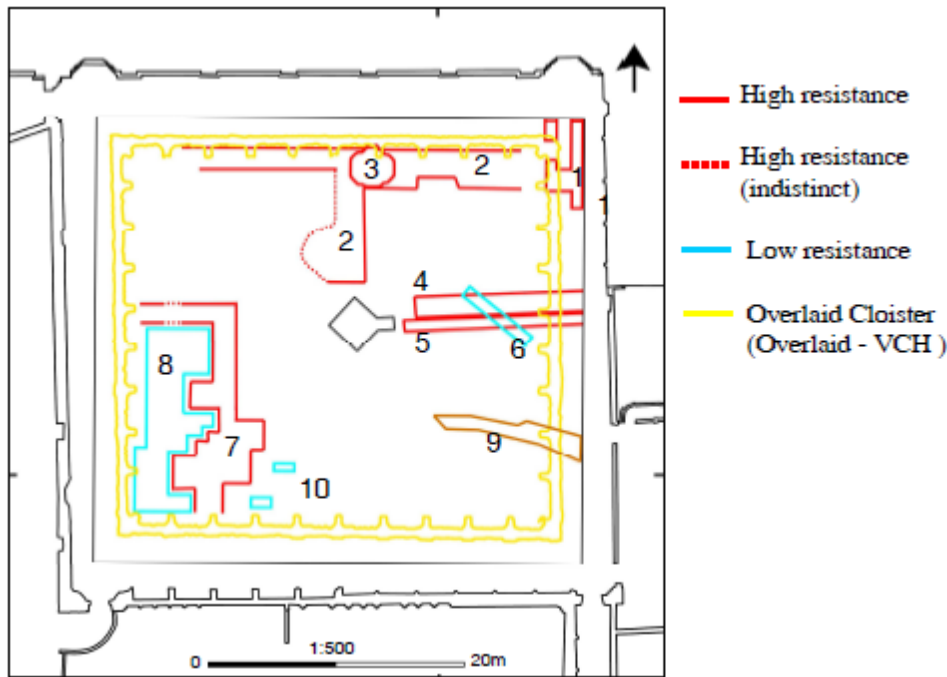 3
2
1
1
2
4
5
6
8
7
9
10
1:500
0
20m
High resistance
High resistance
(indistinct)
Low resistance
Overlaid Cloister
(Overlaid - VCH )